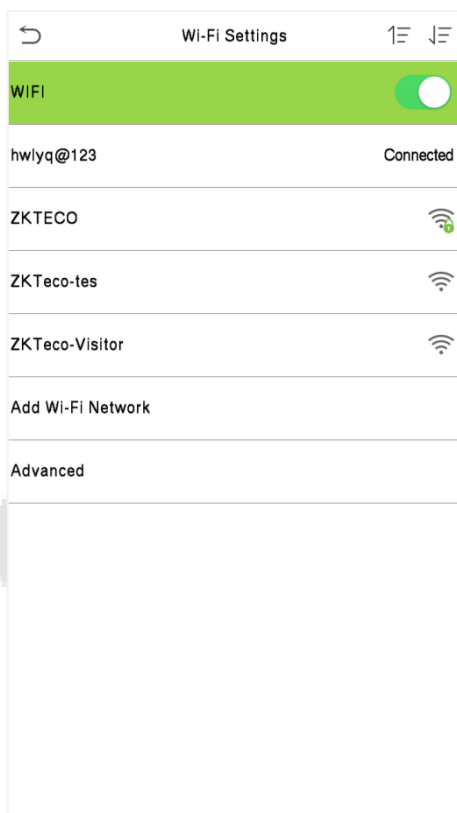 Wi-Fi Settings
WIFI
hwlyq@123 Connected
ZKTECO
ZKTeco-tes
ZKTeco-Visitor
Add Wi-Fi Network
Advanced